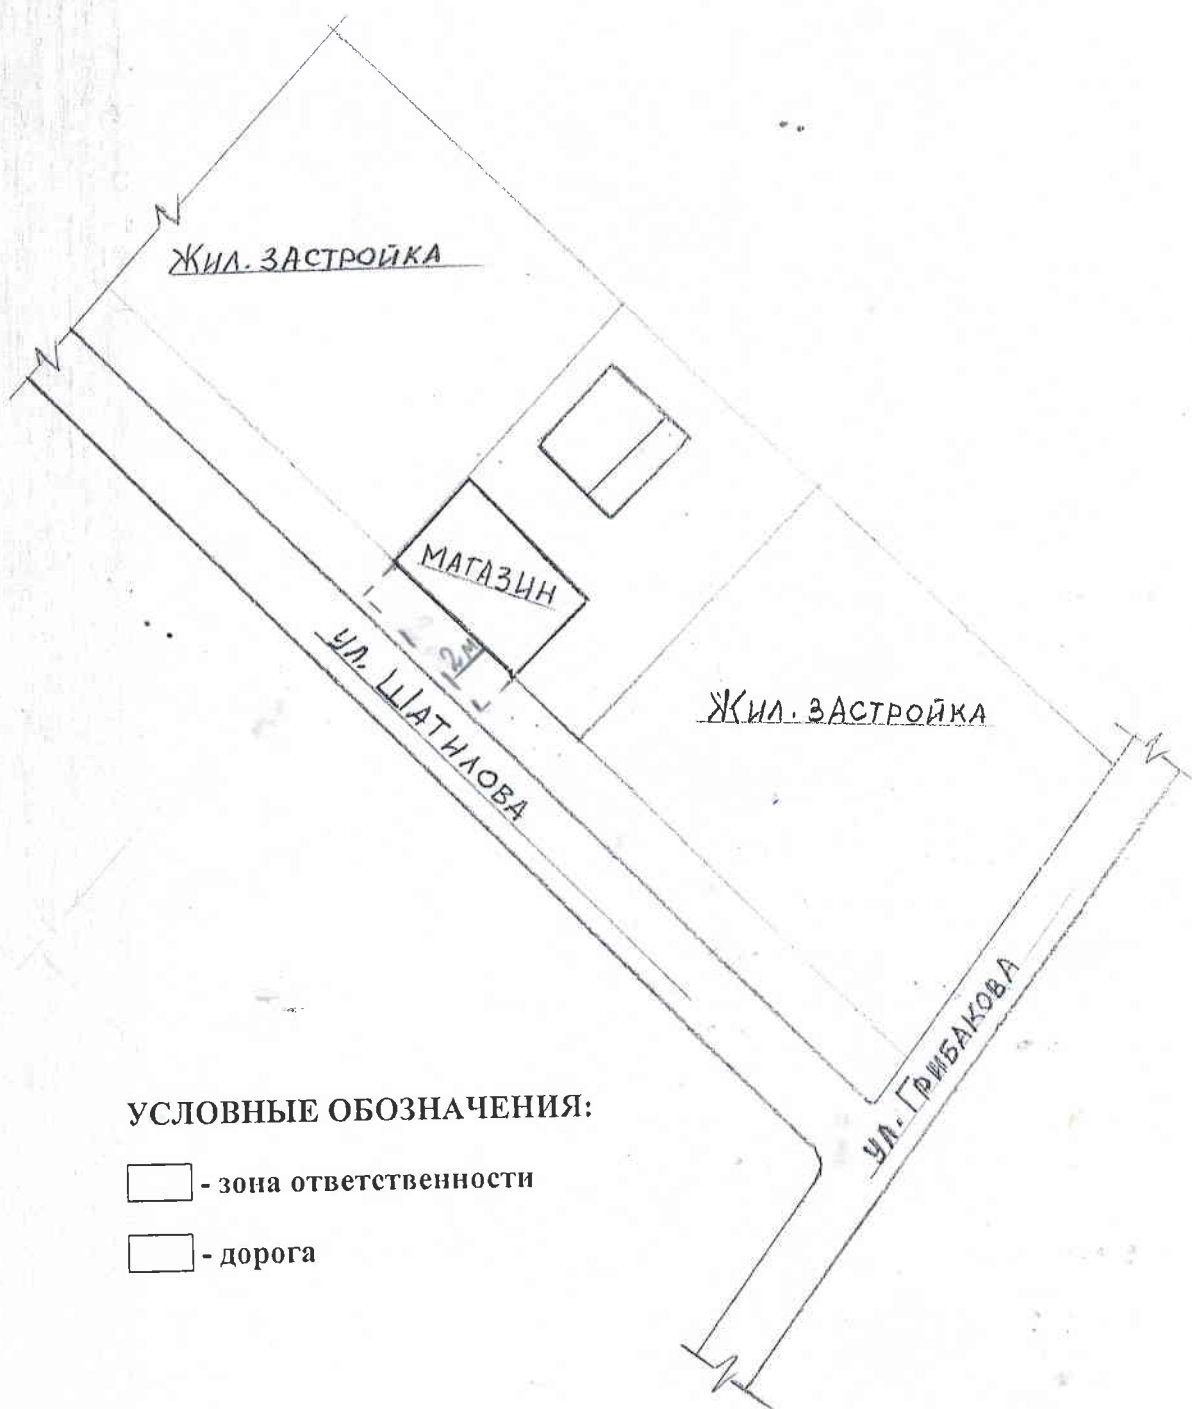 Жил. ЗАСТРОЙКА
МАГАЗИН
2м
ул. ШАТИЛОВА
Жил. ЗАСТРОЙКА
ул. ГРИБАКОВА
УСЛОВНЫЕ ОБОЗНАЧЕНИЯ:
- зона ответственности
- дорога